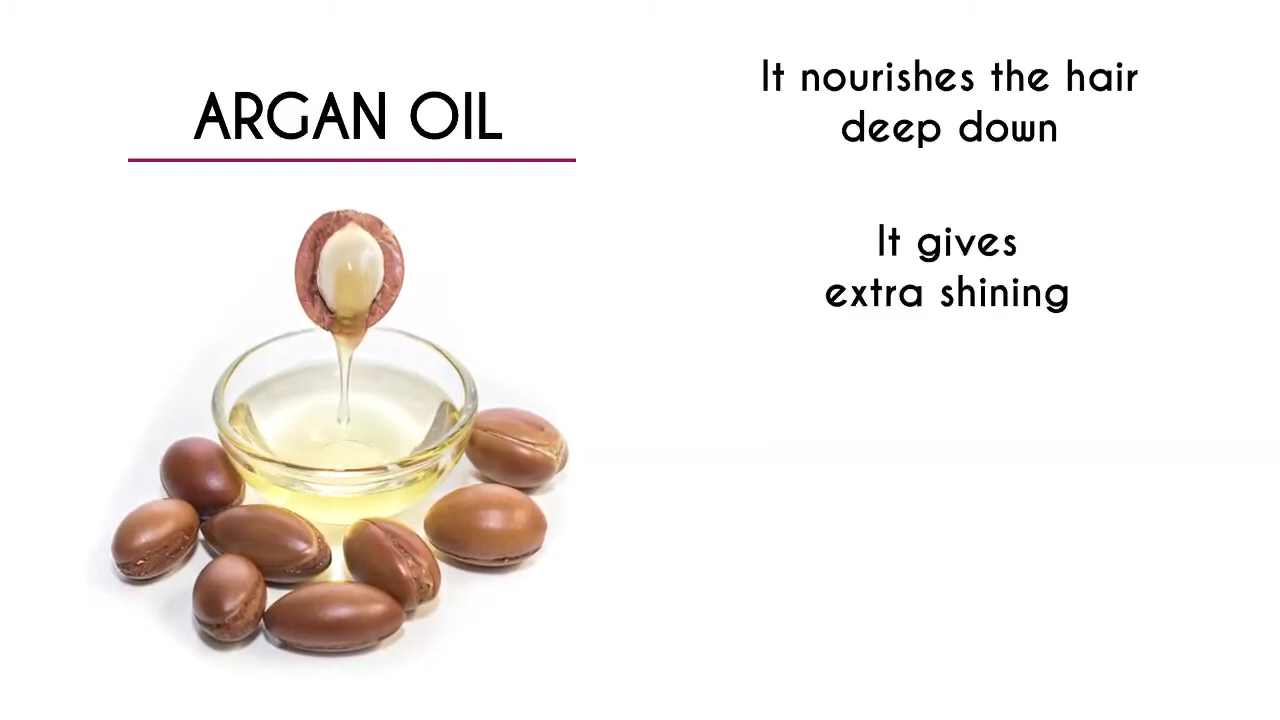 ARGAN OIL
It nourishes the hair
deep down
It gives
extra shining